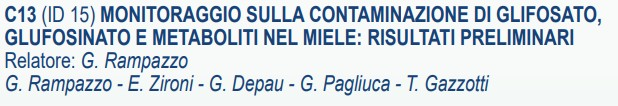 C13 (ID 15) MONITORAGGIO SULLA CONTAMINAZIONE DI GLIFOSATO,
GLUFOSINATO E METABOLITI NEL MIELE: RISULTATI PRELIMINARI
Relatore: G. Rampazzo
G. Rampazzo - E. Zironi - G. Depau - G. Pagliuca - T. Gazzotti